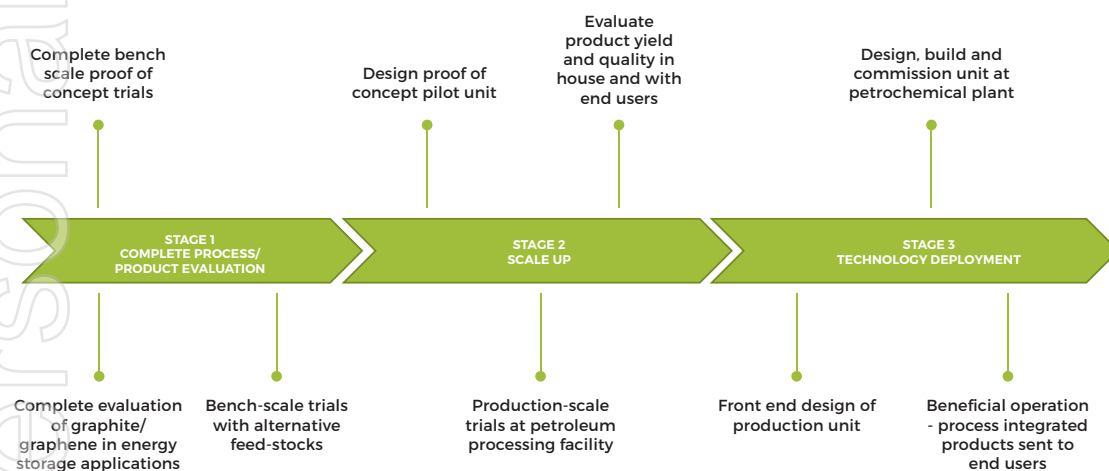 Complete bench
scale proof of
concept trials
Design proof of
concept pilot unit
Evaluate
product yield
and quality in
house and with
end users
Design, build and
commission unit at
petrochemical plant
STAGE 1
COMPLETE PROCESS/
PRODUCT EVALUATION
STAGE 2
SCALE UP
STAGE 3
TECHNOLOGY DEPLOYMENT
Complete evaluation
of graphite/
graphene in energy
storage applications
Bench-scale trials
with alternative
feed-stocks
Production-scale
trials at petroleum
processing facility
Front end design of
production unit
Beneficial operation
- process integrated
products sent to
end users
ersona